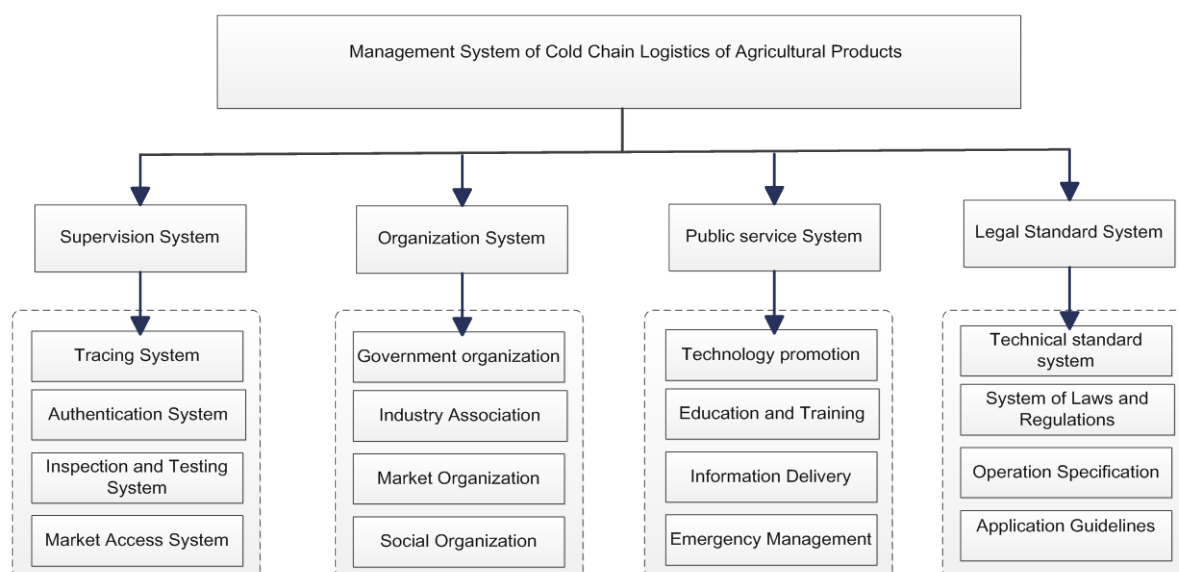 Management System of Cold Chain Logistics of Agricultural Products
Supervision System
Organization System
Public service System
Legal Standard System
Tracing System
Authentication System
Inspection and Testing
System
Market Access System
Government organization
Industry Association
Market Organization
Social Organization
Technology promotion
Education and Training
Information Delivery
Emergency Management
Technical standard
system
System of Laws and
Regulations
Operation Specification
Application Guidelines